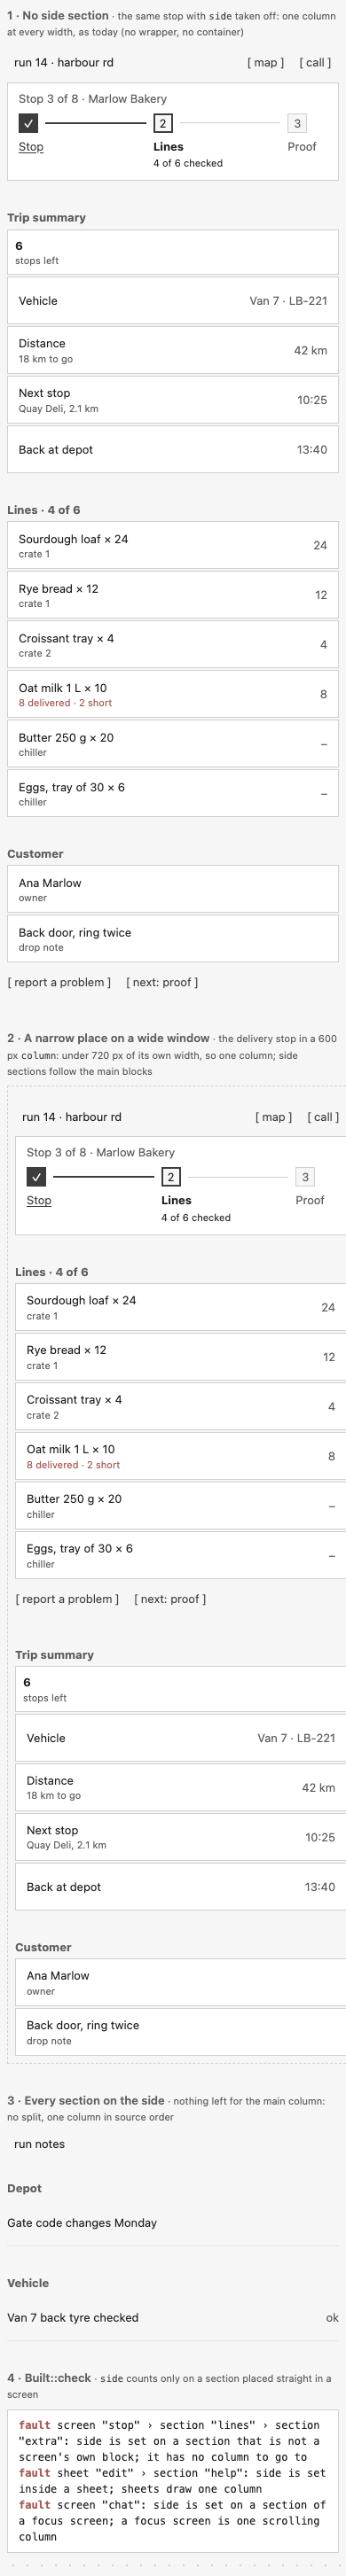 1 · No side section · the same stop with side taken off: one column
at every width, as today (no wrapper, no container)
run 14 · harbour rd [ map ] [ call ]
Stop 3 of 8 · Marlow Bakery
✓ 2 3
Stop Lines Proof
4 of 6 checked
Trip summary
6
stops left
Vehicle Van 7 · LB-221
Distance
18 km to go 42 km
Next stop
Quay Deli, 2.1 km 10:25
Back at depot 13:40
Lines · 4 of 6
Sourdough loaf × 24
crate 1 24
Rye bread × 12
crate 1 12
Croissant tray × 4
crate 2 4
Oat milk 1 L × 10
8 delivered · 2 short 8
Butter 250 g × 20
chiller –
Eggs, tray of 30 × 6
chiller –
Customer
Ana Marlow
owner
Back door, ring twice
drop note
[ report a problem ] [ next: proof ]
2 · A narrow place on a wide window · the delivery stop in a 600
px column: under 720 px of its own width, so one column; side
sections follow the main blocks
run 14 · harbour rd [ map ] [ call ]
Stop 3 of 8 · Marlow Bakery
✓ 2 3
Stop Lines Proof
4 of 6 checked
Lines · 4 of 6
Sourdough loaf × 24
crate 1 24
Rye bread × 12
crate 1 12
Croissant tray × 4
crate 2 4
Oat milk 1 L × 10
8 delivered · 2 short 8
Butter 250 g × 20
chiller –
Eggs, tray of 30 × 6
chiller –
[ report a problem ] [ next: proof ]
Trip summary
6
stops left
Vehicle Van 7 · LB-221
Distance
18 km to go 42 km
Next stop
Quay Deli, 2.1 km 10:25
Back at depot 13:40
Customer
Ana Marlow
owner
Back door, ring twice
drop note
3 · Every section on the side · nothing left for the main column:
no split, one column in source order
run notes
Depot
Gate code changes Monday
Vehicle
Van 7 back tyre checked ok
4 · Built::check · side counts only on a section placed straight in a
screen
fault screen "stop" › section "lines" › section
"extra": side is set on a section that is not a
screen's own block; it has no column to go to
fault sheet "edit" › section "help": side is set
inside a sheet; sheets draw one column
fault screen "chat": side is set on a section of
a focus screen; a focus screen is one scrolling
column